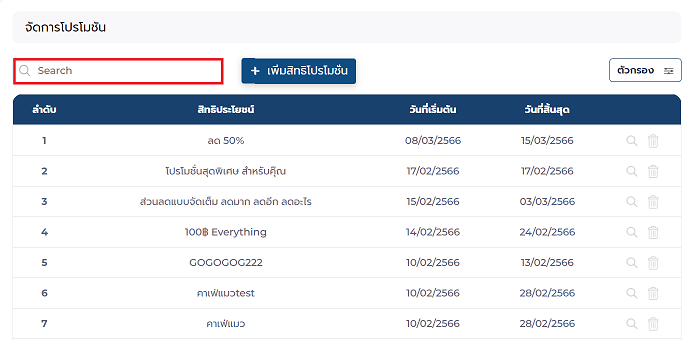 จัดการโปรโมชัน
Search
+ เพิ่มสิทธิโปรโมชัน
ตัวกรอง
ลำดับ สิทธิประโยชน์ วันที่เริ่มต้น วันที่สิ้นสุด
1 ลด 50% 08/03/2566 15/03/2566
2 โปรโมชั่นสุดพิเศษ สำหรับคุ๊ณ 17/02/2566 17/02/2566
3 ส่วนลดแบบจัดเต็ม ลดมาก ลดอีก ลดอะไร 15/02/2566 03/03/2566
4 100฿ Everything 14/02/2566 24/02/2566
5 GOGOGOG222 10/02/2566 13/02/2566
6 คาเฟ่แมวtest 10/02/2566 28/02/2566
7 คาเฟ่แมว 10/02/2566 28/02/2566